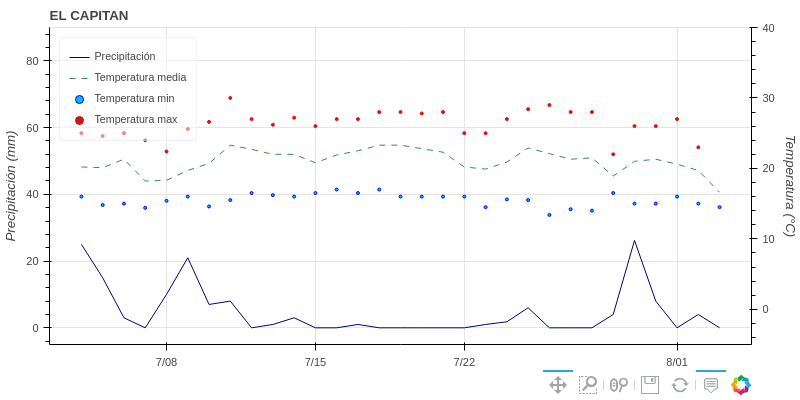 EL CAPITAN
Precipitación
Temperatura media
Temperatura min
Temperatura max
Precipitación (mm)
80
60
40
20
0
40
30
20
10
0
Temperatura (°C)
7/08
7/15
7/22
8/01